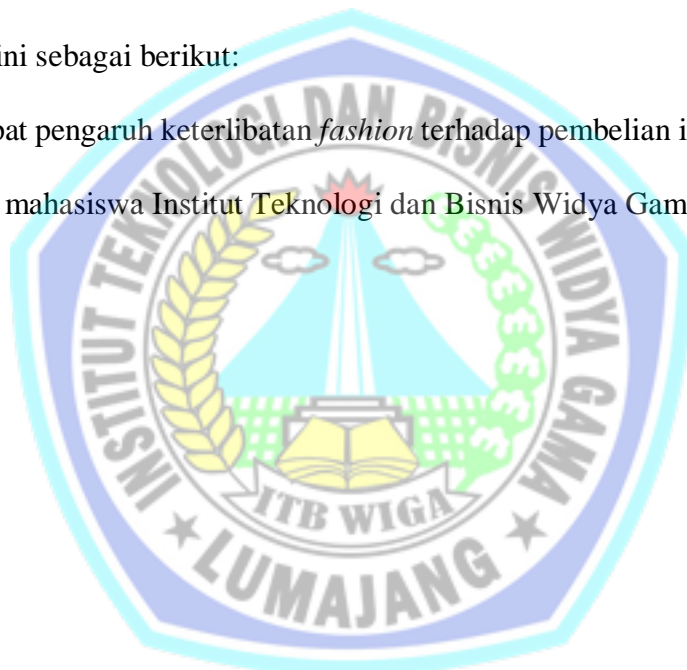 ini sebagai berikut:
pat pengaruh keterlibatan fashion terhadap pembelian i
mahasiswa Institut Teknologi dan Bisnis Widya Gam
INSTITUT TEKNOLOGI DAN BISNIS WIDYA GAMA
ITB WIGA
LUMAJANG